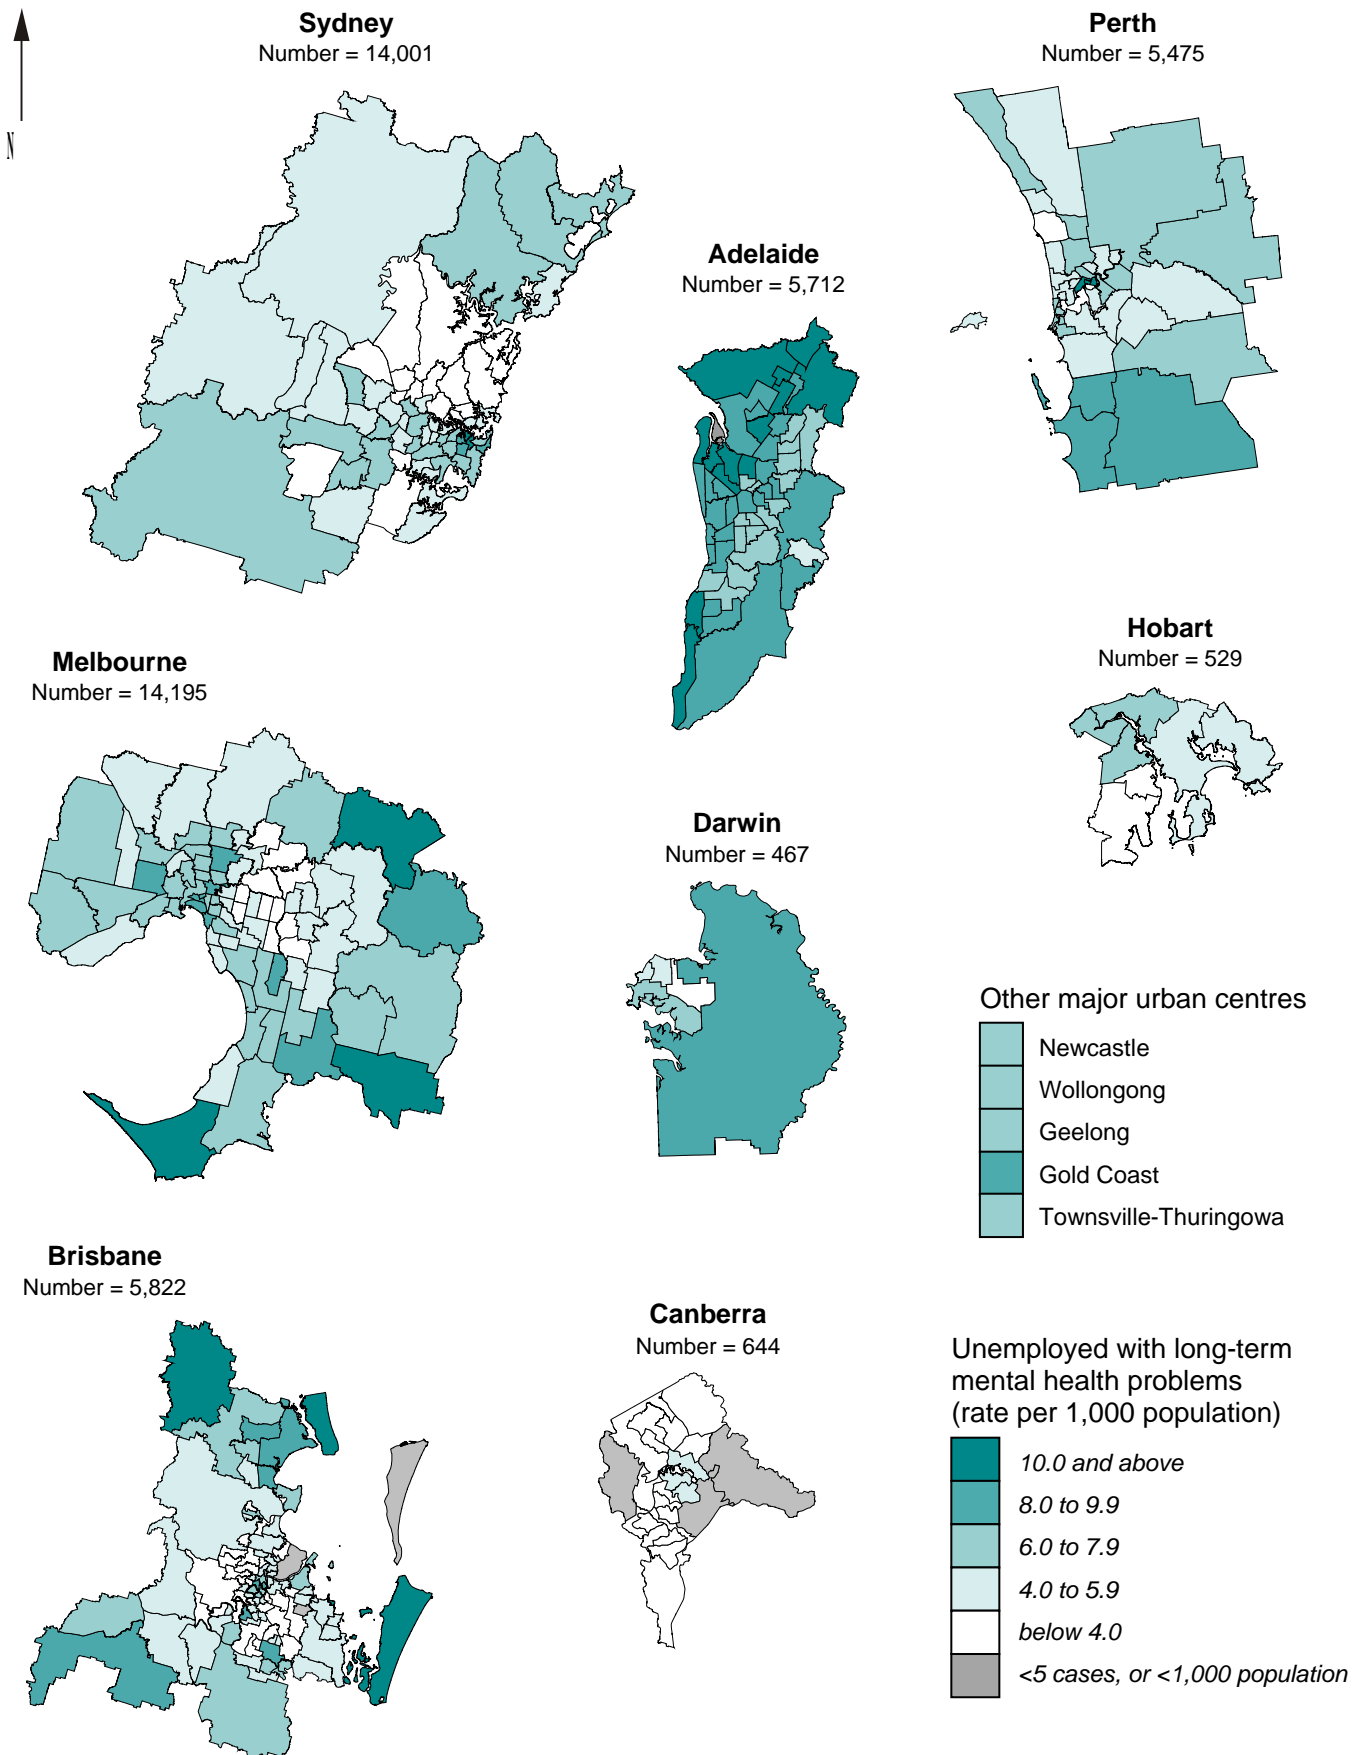 Sydney
Number = 14,001
Perth
Number = 5,475
N
Adelaide
Number = 5,712
Hobart
Number = 529
Melbourne
Number = 14,195
Darwin
Number = 467
Other major urban centres
Newcastle
Wollongong
Geelong
Gold Coast
Townsville-Thuringowa
Brisbane
Number = 5,822
Canberra
Number = 644
Unemployed with long-term
mental health problems
(rate per 1,000 population)
10.0 and above
8.0 to 9.9
6.0 to 7.9
4.0 to 5.9
below 4.0
<5 cases, or <1,000 population